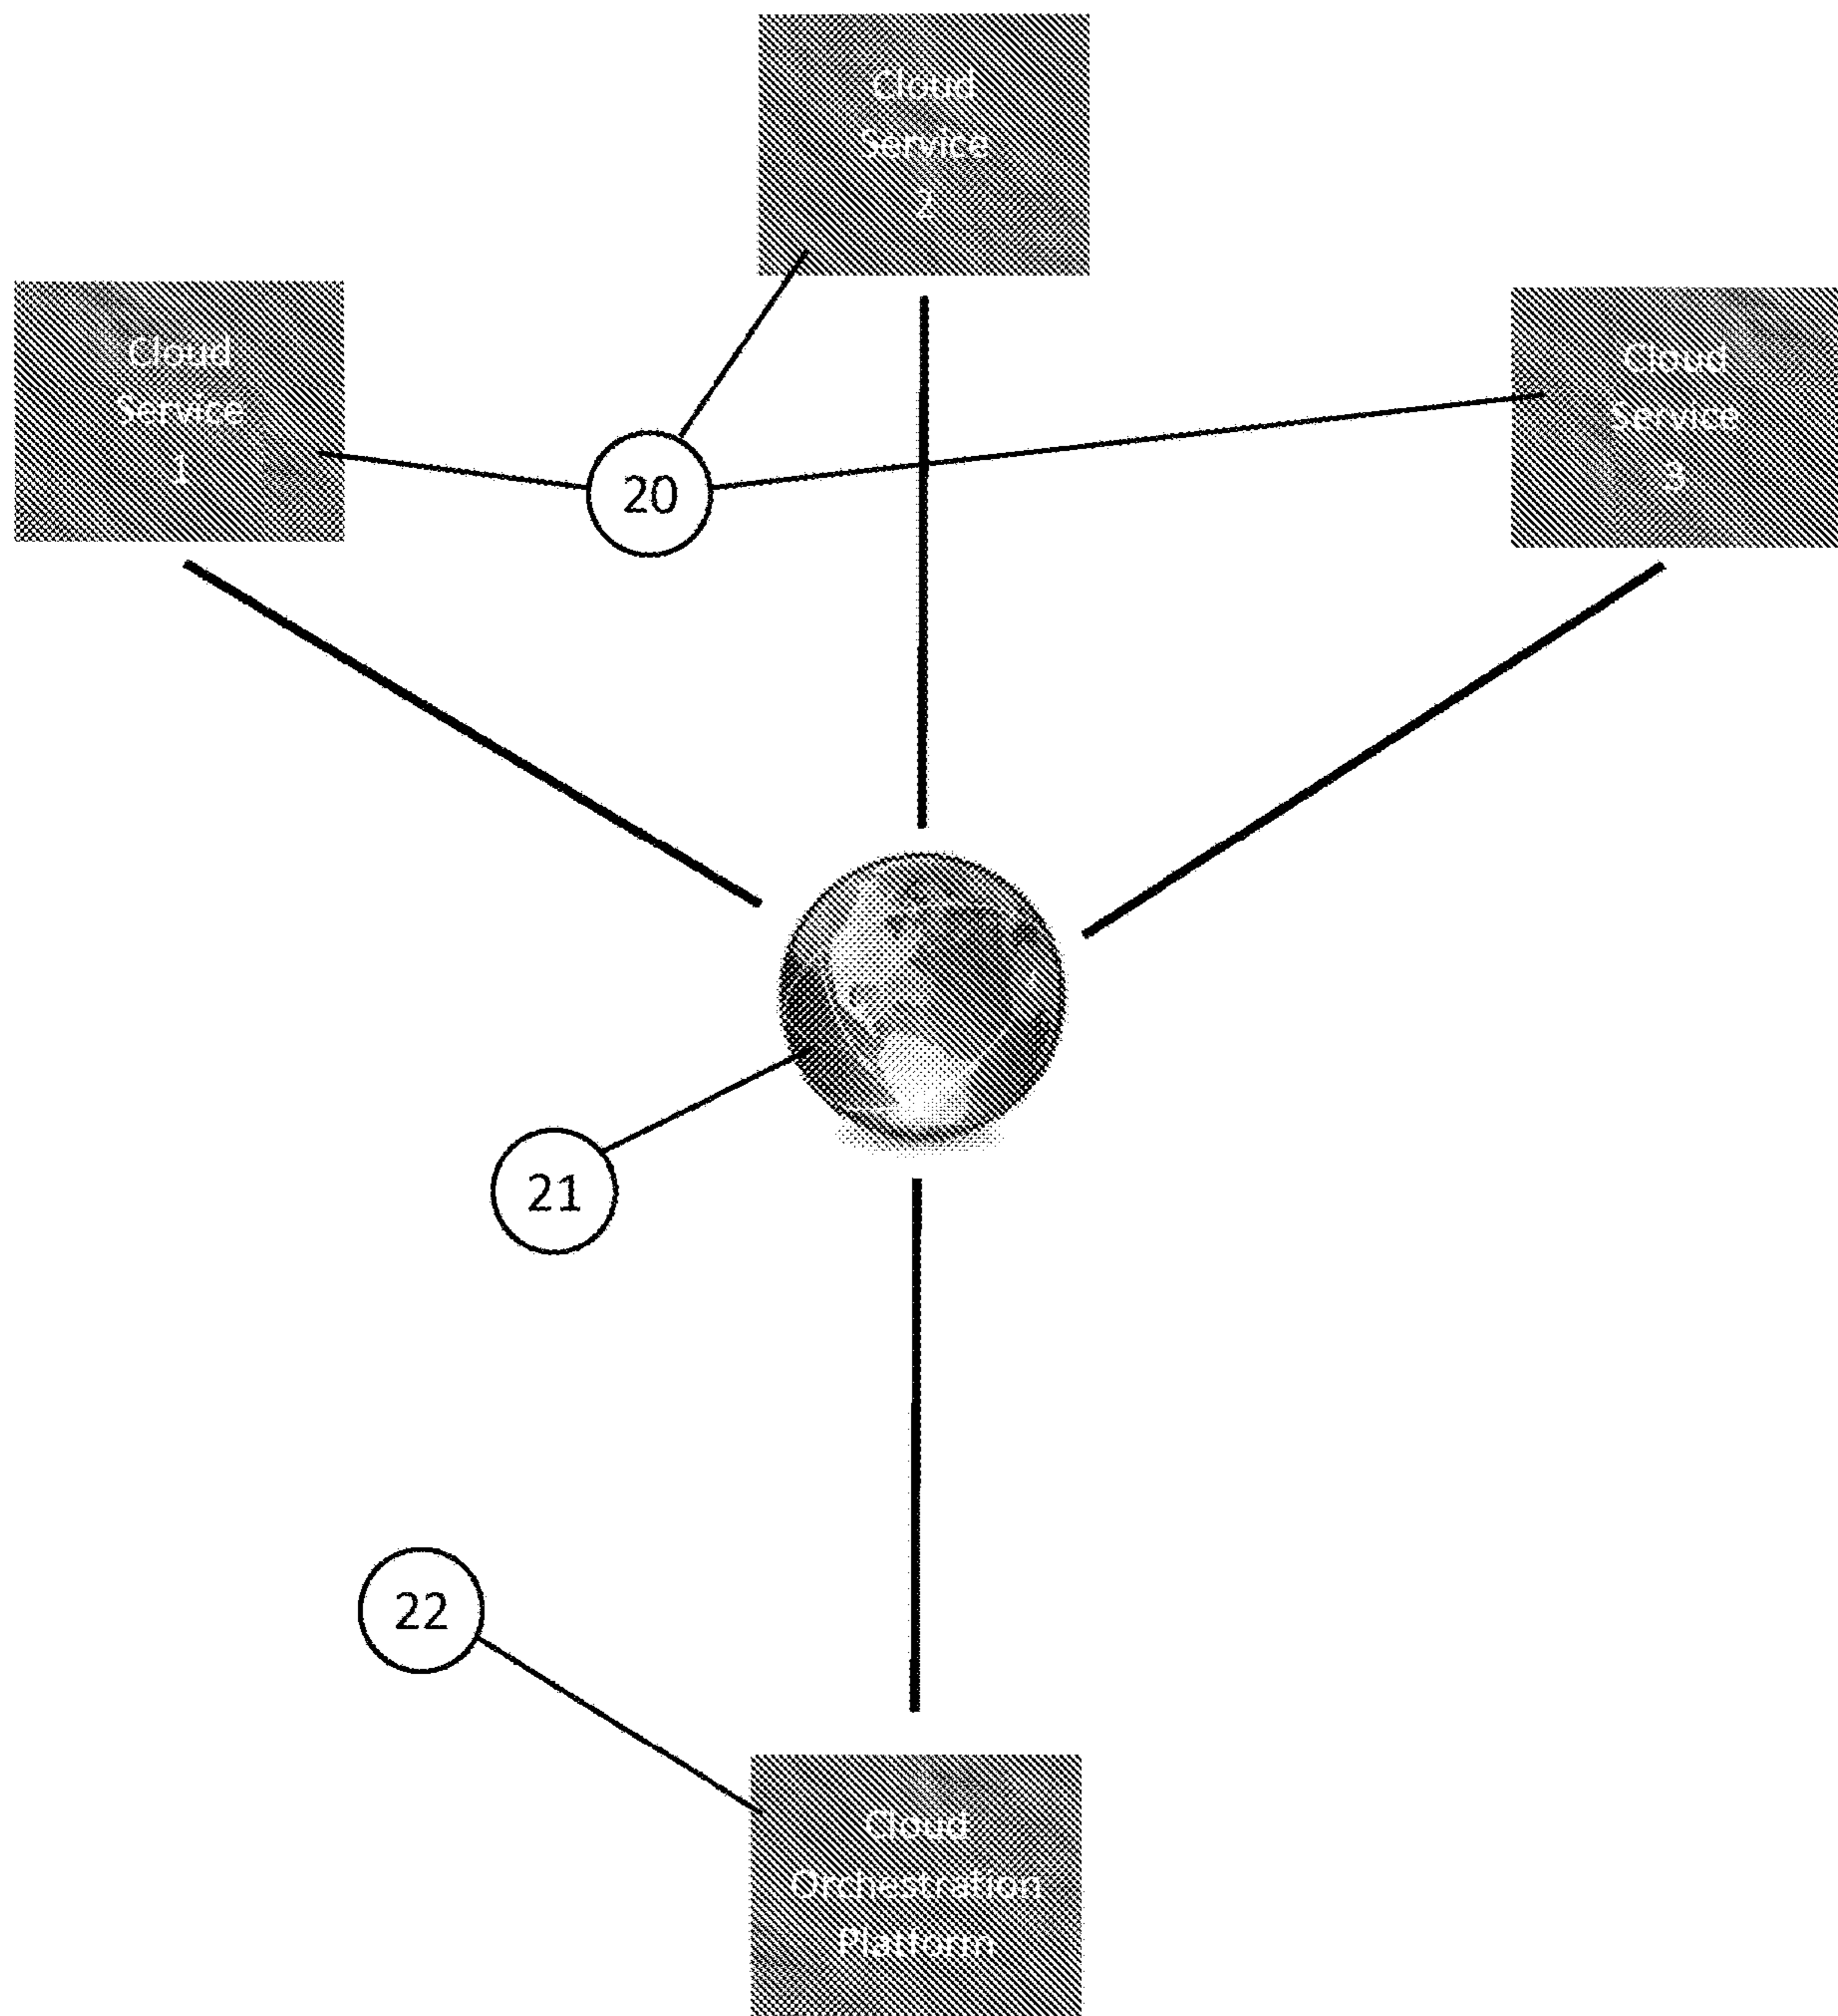 Cloud
Service
2
Cloud
Service
1
Cloud
Service
3
20
21
22
Cloud
Orchestration
Platform